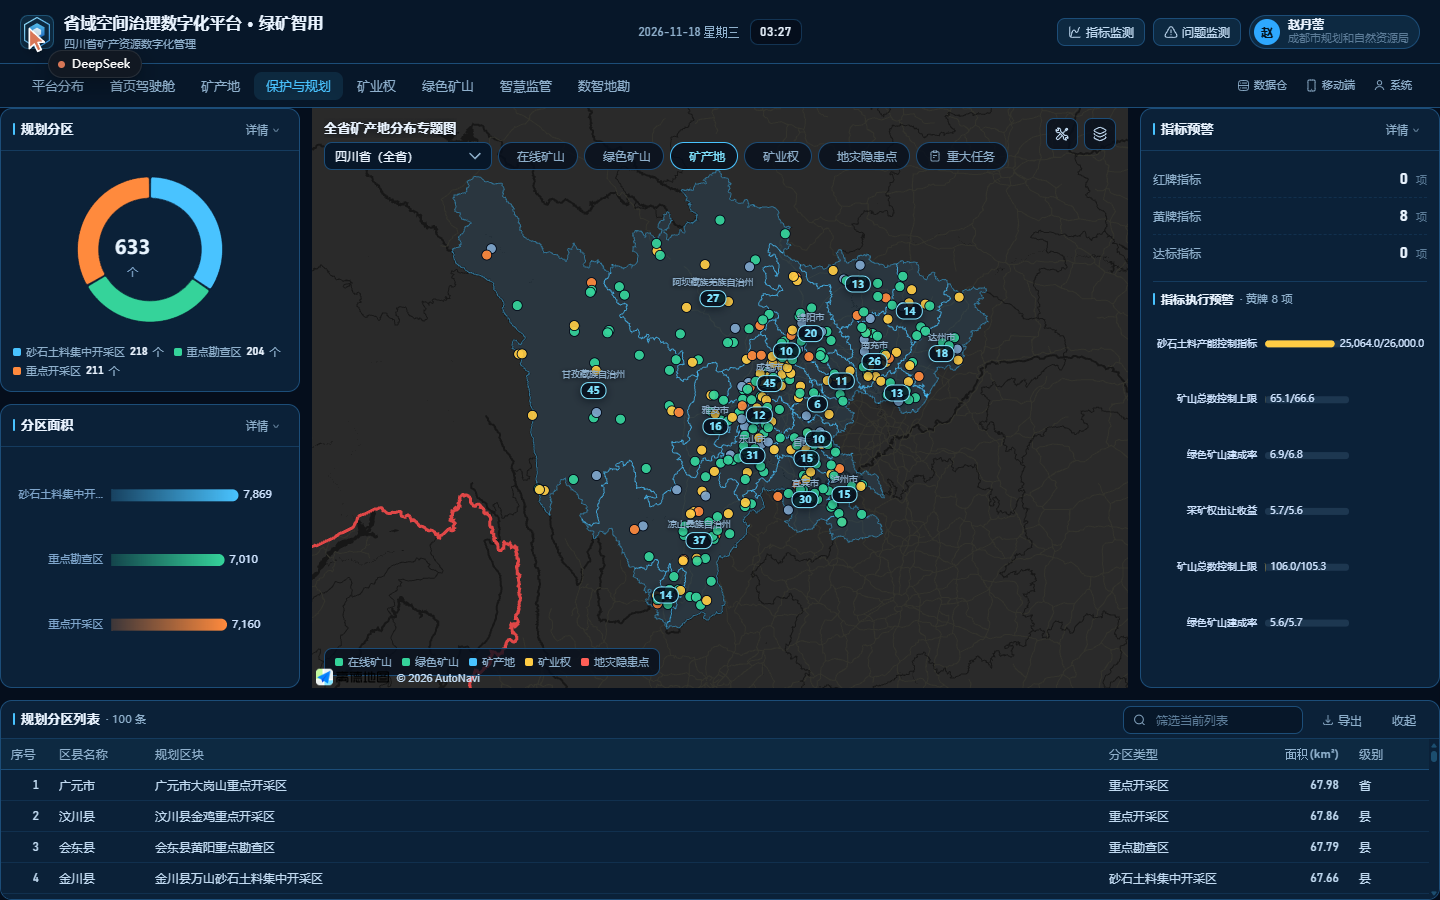 省域空间治理数字化平台 • 绿矿智用
四川省矿产资源数字化管理
2026-11-18 星期三
03:27
指标监测
问题监测
赵
赵丹蕾
成都市规划和自然资源局
DeepSeek
平台分布
首页驾驶舱
矿产地
保护与规划
矿业权
绿色矿山
智慧监管
数智地勘
数据仓
移动端
系统
规划分区
详情
633
个
砂石土料集中开采区 218 个
重点勘查区 204 个
重点开采区 211 个
分区面积
详情
砂石土料集中开... 7,869
重点勘查区 7,010
重点开采区 7,160
全省矿产地分布专题图
四川省（全省）
在线矿山
绿色矿山
矿产地
矿业权
地灾隐患点
重大任务
阿坝藏族羌族自治州
27
13
14
20
达州市
18
10
南充市
26
甘孜藏族自治州
45
45
11
13
6
雅安市
12
16
10
31
15
宜宾市
30
泸州市
15
凉山彝族自治州
37
14
在线矿山
绿色矿山
矿产地
矿业权
地灾隐患点
高德地图
© 2026 AutoNavi
指标预警
详情
红牌指标 0 项
黄牌指标 8 项
达标指标 0 项
指标执行预警 · 黄牌 8 项
砂石土料产能控制指标 25,064.0/26,000.0
矿山总数控制上限 65.1/66.6
绿色矿山建成率 6.9/6.8
采矿权出让收益 5.7/5.6
矿山总数控制上限 106.0/105.3
绿色矿山建成率 5.6/5.7
规划分区列表 · 100 条
筛选当前列表
导出
收起
序号 区县名称 规划区块 分区类型 面积(km²) 级别
1 广元市 广元市大岗山重点开采区 重点开采区 67.98 省
2 汶川县 汶川县金鸡重点开采区 重点开采区 67.86 县
3 会东县 会东县黄阳重点勘查区 重点勘查区 67.79 县
4 金川县 金川县万山砂石土料集中开采区 砂石土料集中开采区 67.66 县